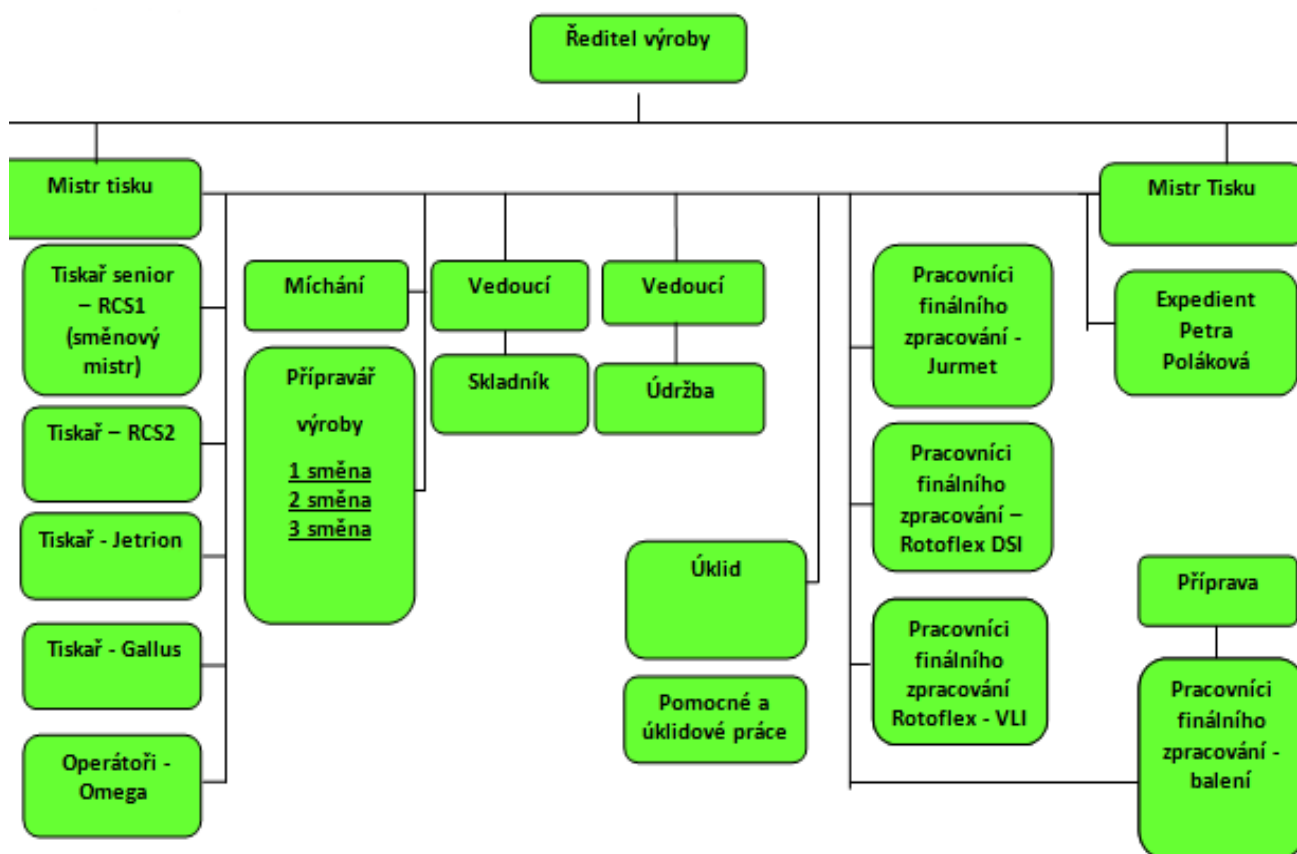 Ředitel výroby
Mistr tisku
Mistr Tisku
Tiskař senior
– RCS1
(směnový
mistr)
Tiskař – RCS2
Tiskař - Jetrion
Tiskař - Gallus
Operátoři -
Omega
Míchání
Přípravář
výroby
1 směna
2 směna
3 směna
Vedoucí
Skladník
Vedoucí
Údržba
Úklid
Pomocné a
úklidové práce
Pracovníci
finálního
zpracování -
Jurmet
Pracovníci
finálního
zpracování –
Rotoflex DSI
Pracovníci
finálního
zpracování
Rotoflex - VLI
Expedient
Petra
Poláková
Příprava
Pracovníci
finálního
zpracování -
balení